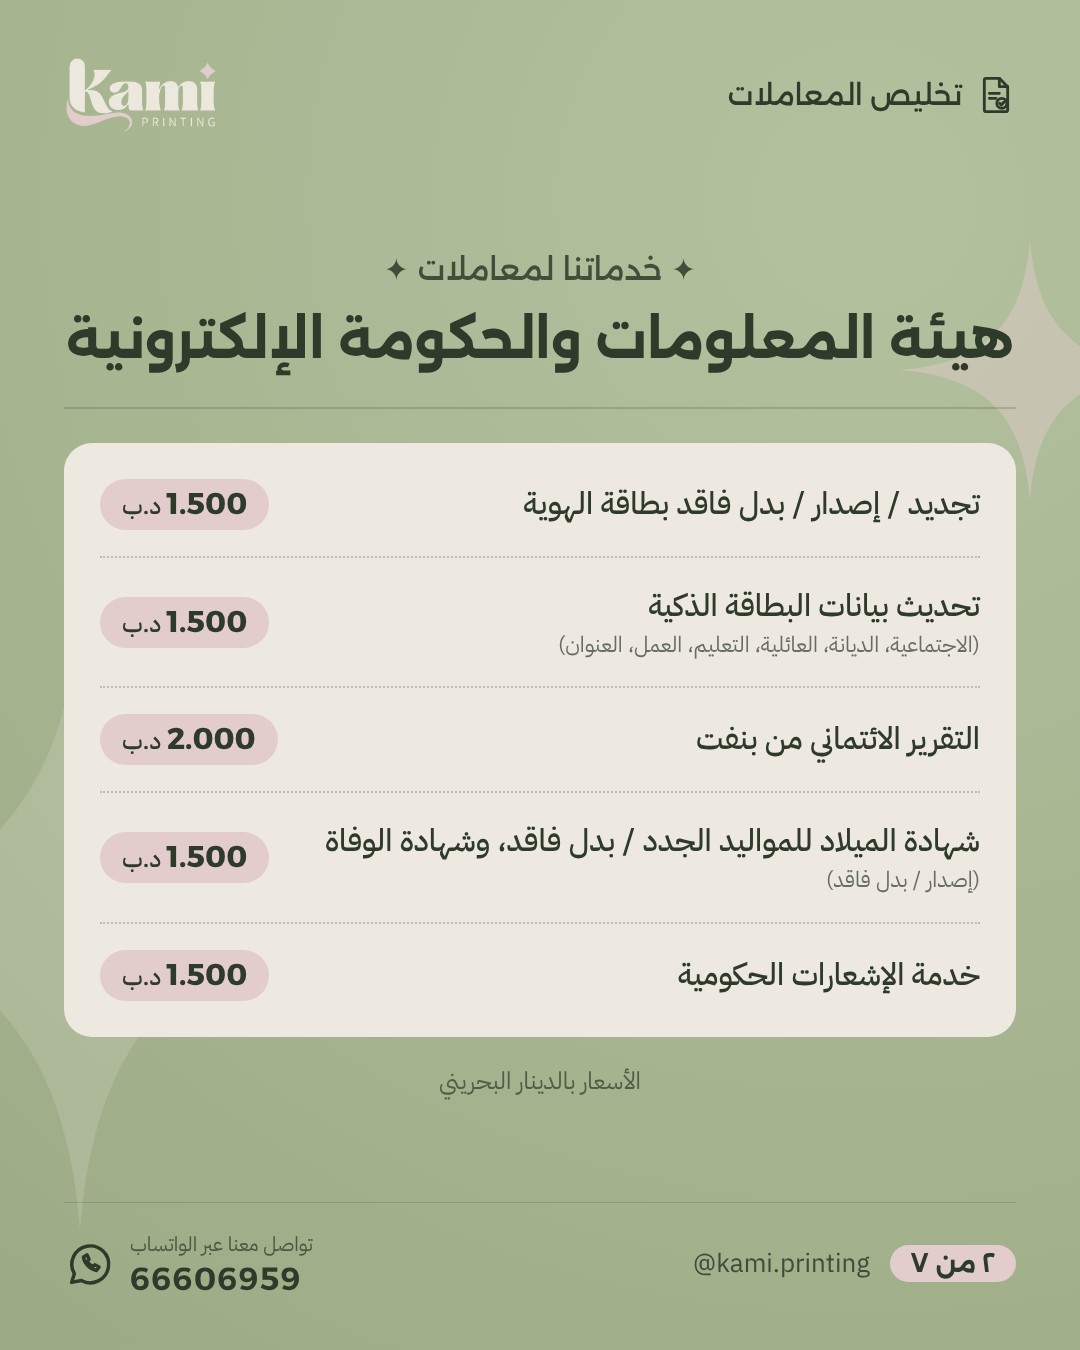 تخليص المعاملات
kami
PRINTING
✦ خدماتنا لمعاملات ✦
هيئة المعلومات والحكومة الإلكترونية
تجديد / إصدار / بدل فاقد بطاقة الهوية
1.500 د.ب
تحديث بيانات البطاقة الذكية
(الاجتماعية، الديانة، العائلية، التعليم، العمل، العنوان)
1.500 د.ب
التقرير الائتماني من بنفت
2.000 د.ب
شهادة الميلاد للمواليد الجدد / بدل فاقد، وشهادة الوفاة
(إصدار / بدل فاقد)
1.500 د.ب
خدمة الإشعارات الحكومية
1.500 د.ب
الأسعار بالدينار البحريني
٢ من ٧
@kami.printing
تواصل معنا عبر الواتساب
66606959